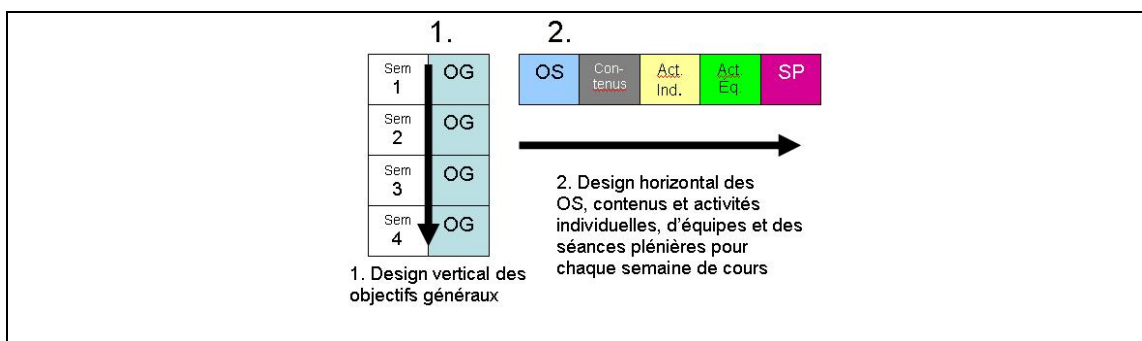 1.
2.
Sem
1
OG
Sem
2
OG
Sem
3
OG
Sem
4
OG
1. Design vertical des
objectifs généraux
OS
Con-
tenus
Act.
Ind.
Act.
Éq.
SP
2. Design horizontal des
OS, contenus et activités
individuelles, d'équipes et des
séances plénières pour
chaque semaine de cours